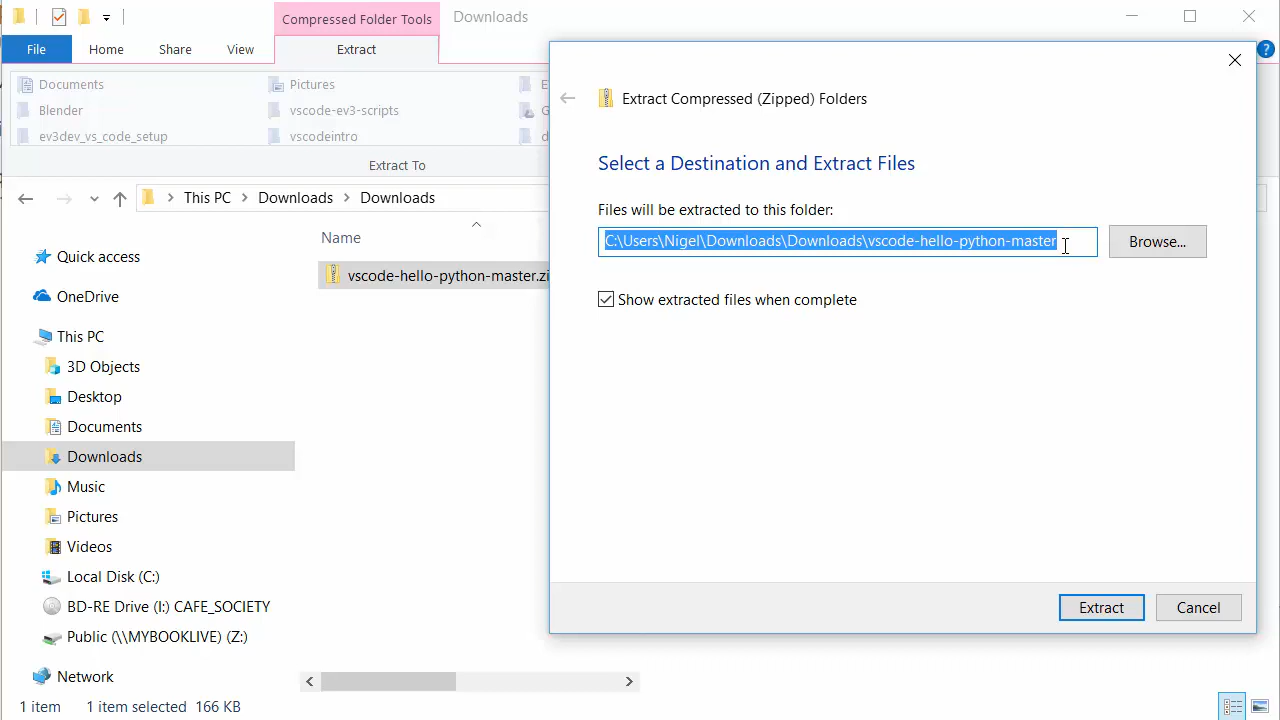 Compressed Folder Tools
Downloads
File
Home
Share
View
Extract
Documents
Pictures
Blender
vscode-ev3-scripts
ev3dev_vs_code_setup
vscodeintro
Extract To
This PC
Downloads
Downloads
Name
vscode-hello-python-master.zi
Quick access
OneDrive
This PC
3D Objects
Desktop
Documents
Downloads
Music
Pictures
Videos
Local Disk (C:)
BD-RE Drive (I:) CAFE_SOCIETY
Public (\\MYBOOKLIVE) (Z:)
Network
1 item
1 item selected 166 KB
Extract Compressed (Zipped) Folders
Select a Destination and Extract Files
Files will be extracted to this folder:
C:\Users\Nigel\Downloads\Downloads\vscode-hello-python-master
Browse...
Show extracted files when complete
Extract
Cancel